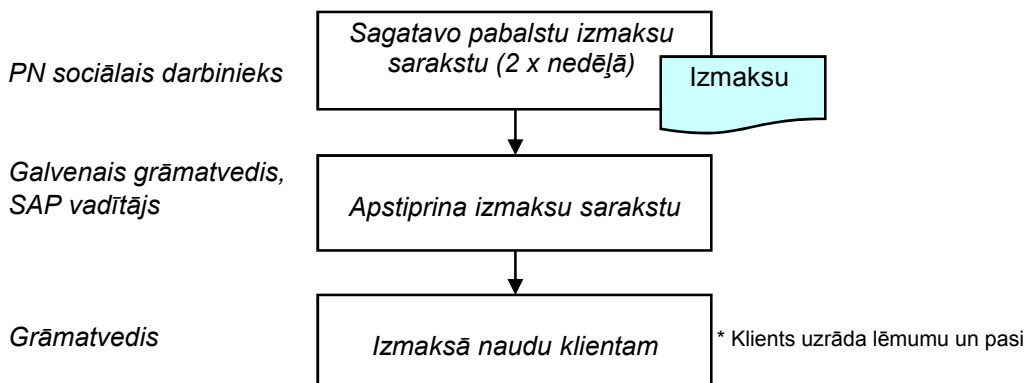 PN sociālais darbinieks
Sagatavo pabalstu izmaksu
sarakstu (2 x nedēļā)
Izmaksu
Galvenais grāmatvedis,
SAP vadītājs
Apstiprina izmaksu sarakstu
Grāmatvedis
Izmaksā naudu klientam
* Klients uzrāda lēmumu un pasi